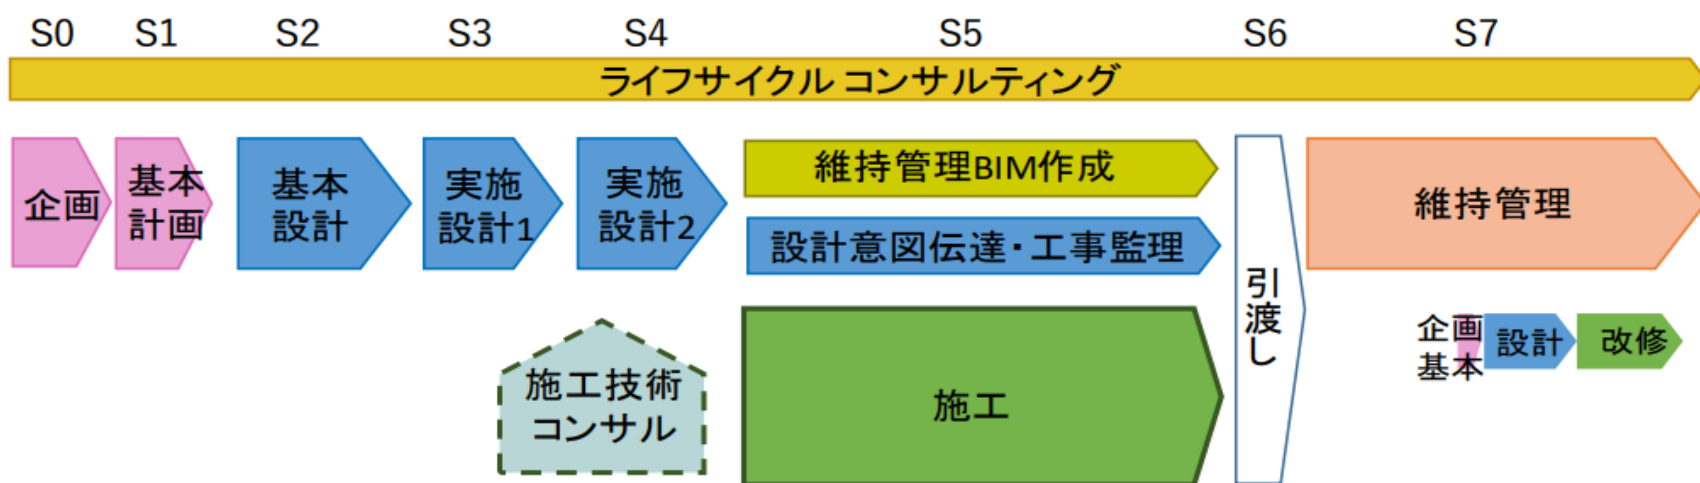 S0 S1 S2 S3 S4 S5 S6 S7
ライフサイクル コンサルティング
企画
基本
計画
基本
設計
実施
設計1
実施
設計2
維持管理BIM作成
設計意図伝達・工事監理
施工技術
コンサル
施工
引渡し
維持管理
企画
基本
設計
改修